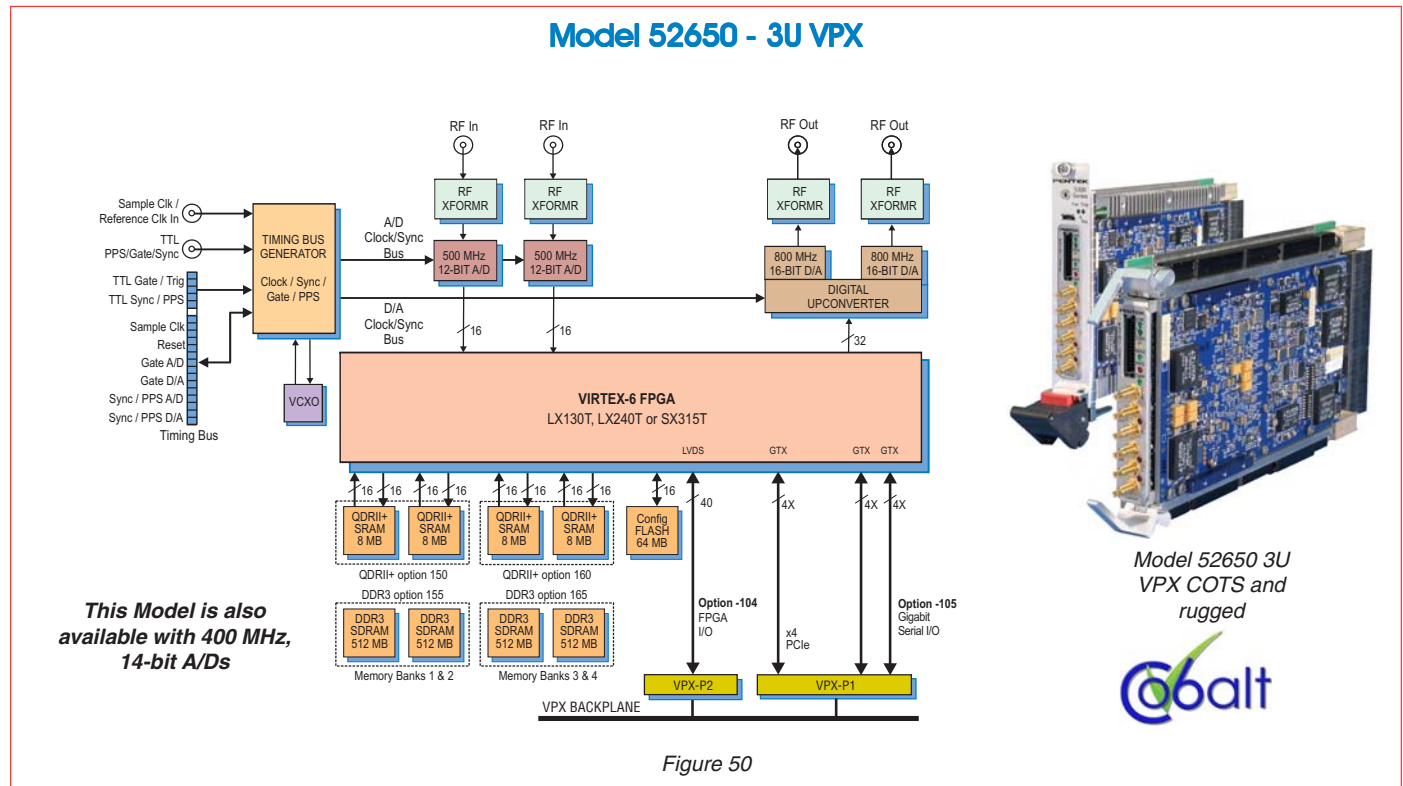 Model 52650 - 3U VPX
RF In
RF In
RF Out
RF Out
RF
XFORMR
RF
XFORMR
RF
XFORMR
RF
XFORMR
Sample Clk /
Reference Clk In
TTL
PPS/Gate/Sync
TTL Gate / Trig
TTL Sync / PPS
Sample Clk
Reset
Gate A/D
Gate D/A
Sync / PPS A/D
Sync / PPS D/A
Timing Bus
TIMING BUS
GENERATOR
Clock / Sync /
Gate / PPS
VCXO
A/D
Clock/Sync
Bus
D/A
Clock/Sync
Bus
500 MHz
12-BIT A/D
500 MHz
12-BIT A/D
800 MHz
16-BIT D/A
800 MHz
16-BIT D/A
DIGITAL
UPCONVERTER
16
16
32
VIRTEX-6 FPGA
LX130T, LX240T or SX315T
LVDS
GTX
GTX
GTX
16
16
16
16
16
16
16
16
16
40
4X
4X
4X
QDRII+
SRAM
8 MB
QDRII+
SRAM
8 MB
QDRII+
SRAM
8 MB
QDRII+
SRAM
8 MB
Config
FLASH
64 MB
QDRII+ option 150
QDRII+ option 160
DDR3 option 155
DDR3 option 165
DDR3
SDRAM
512 MB
DDR3
SDRAM
512 MB
DDR3
SDRAM
512 MB
DDR3
SDRAM
512 MB
Memory Banks 1 & 2
Memory Banks 3 & 4
Option -104
FPGA
I/O
x4
PCIe
Option -105
Gigabit
Serial I/O
VPX-P2
VPX-P1
VPX BACKPLANE
This Model is also
available with 400 MHz,
14-bit A/Ds
PENTEK
Model 52650 3U
VPX COTS and
rugged
Cobalt
Figure 50